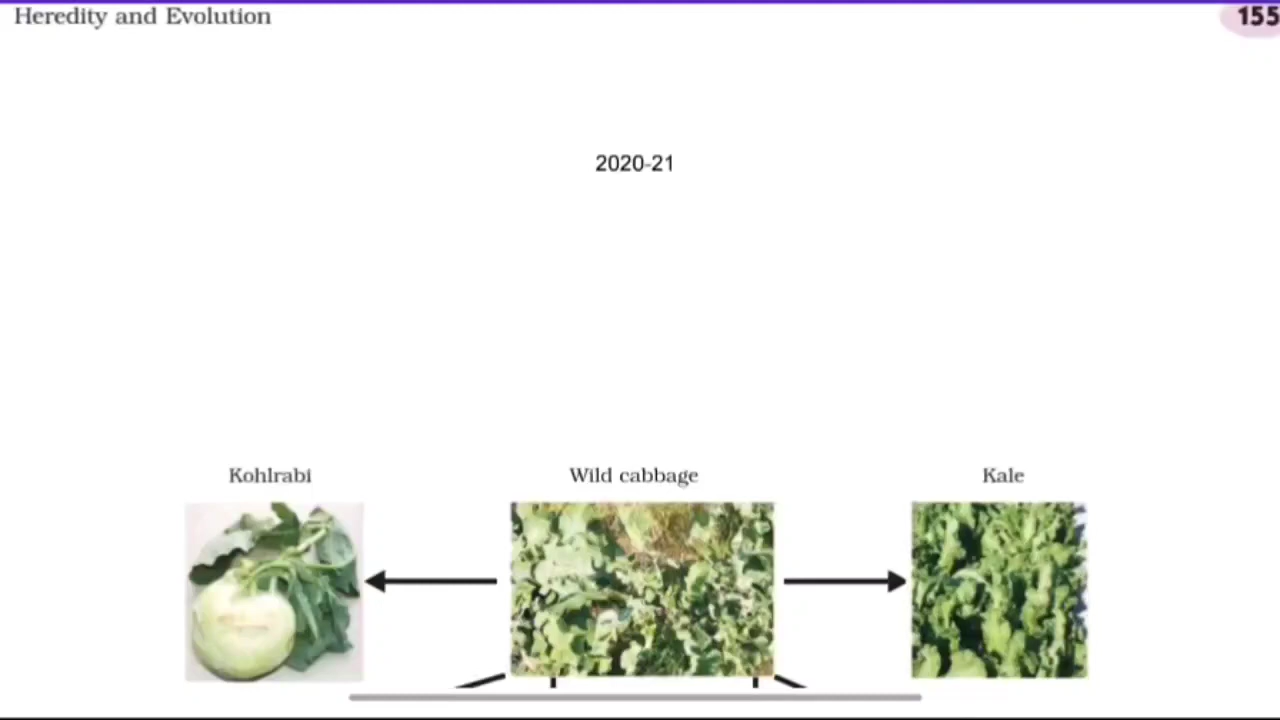 Heredity and Evolution
155
2020-21
Kohlrabi
Wild cabbage
Kale